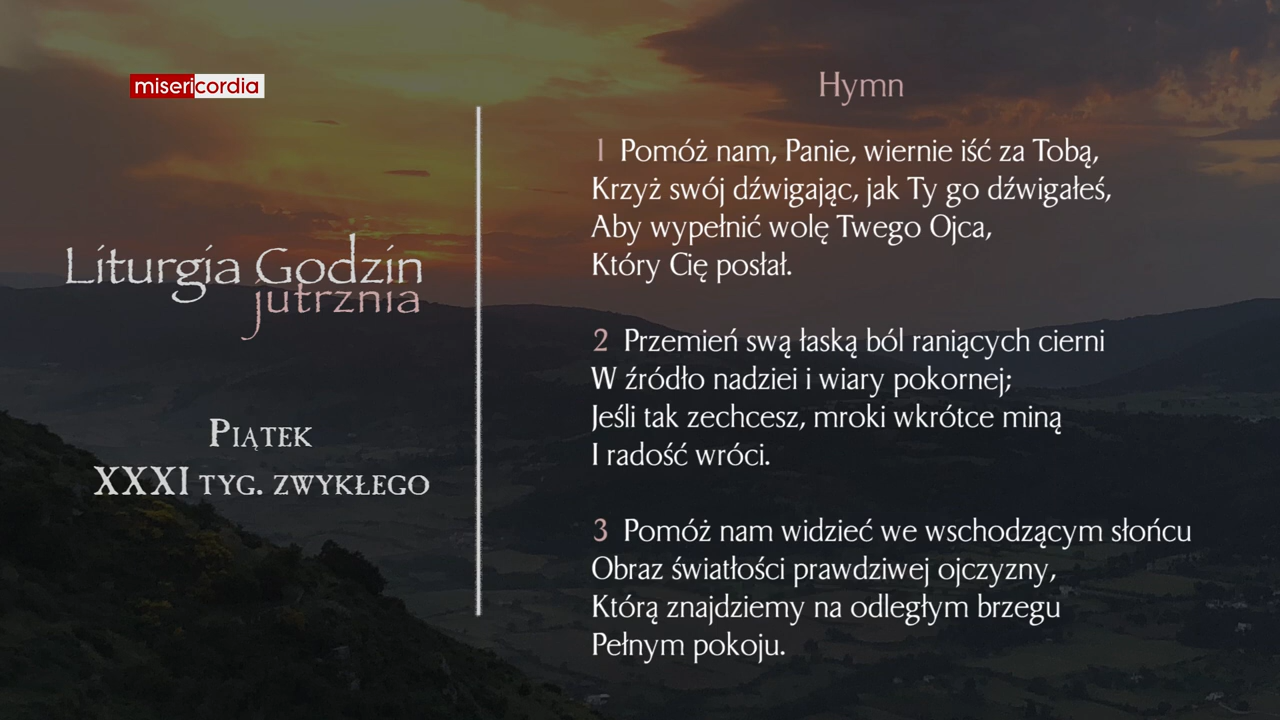 misericordia
Liturgia Godzin
jutrznia
Piątek
XXXI tyg. zwykłego
Hymn
1 Pomóż nam, Panie, wiernie iść za Tobą,
Krzyż swój dźwigając, jak Ty go dźwigałeś,
Aby wypełnić wolę Twego Ojca,
Który Cię posłał.
2 Przemień swą łaską ból raniących cierni
W źródło nadziei i wiary pokornej;
Jeśli tak zechcesz, mroki wkrótce miną
I radość wróci.
3 Pomóż nam widzieć we wschodzącym słońcu
Obraz światłości prawdziwej ojczyzny,
Którą znajdziemy na odległym brzegu
Pełnym pokoju.